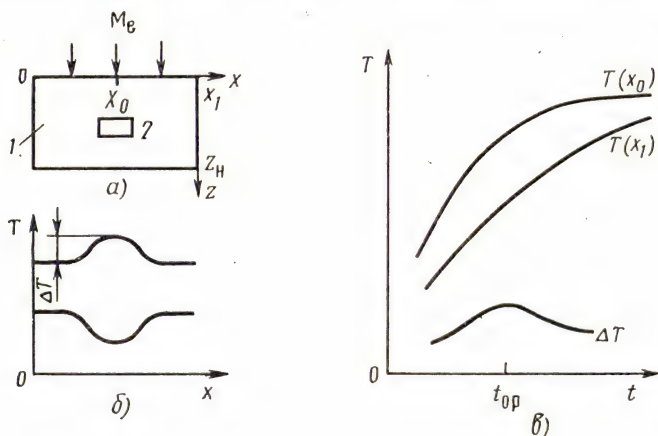 Mв
0 x
x₀ x₁
1 2
zн
а) z
T
ΔT
0 x
б)
T
T(x₀)
T(x₁)
ΔT
0 tор t
в)